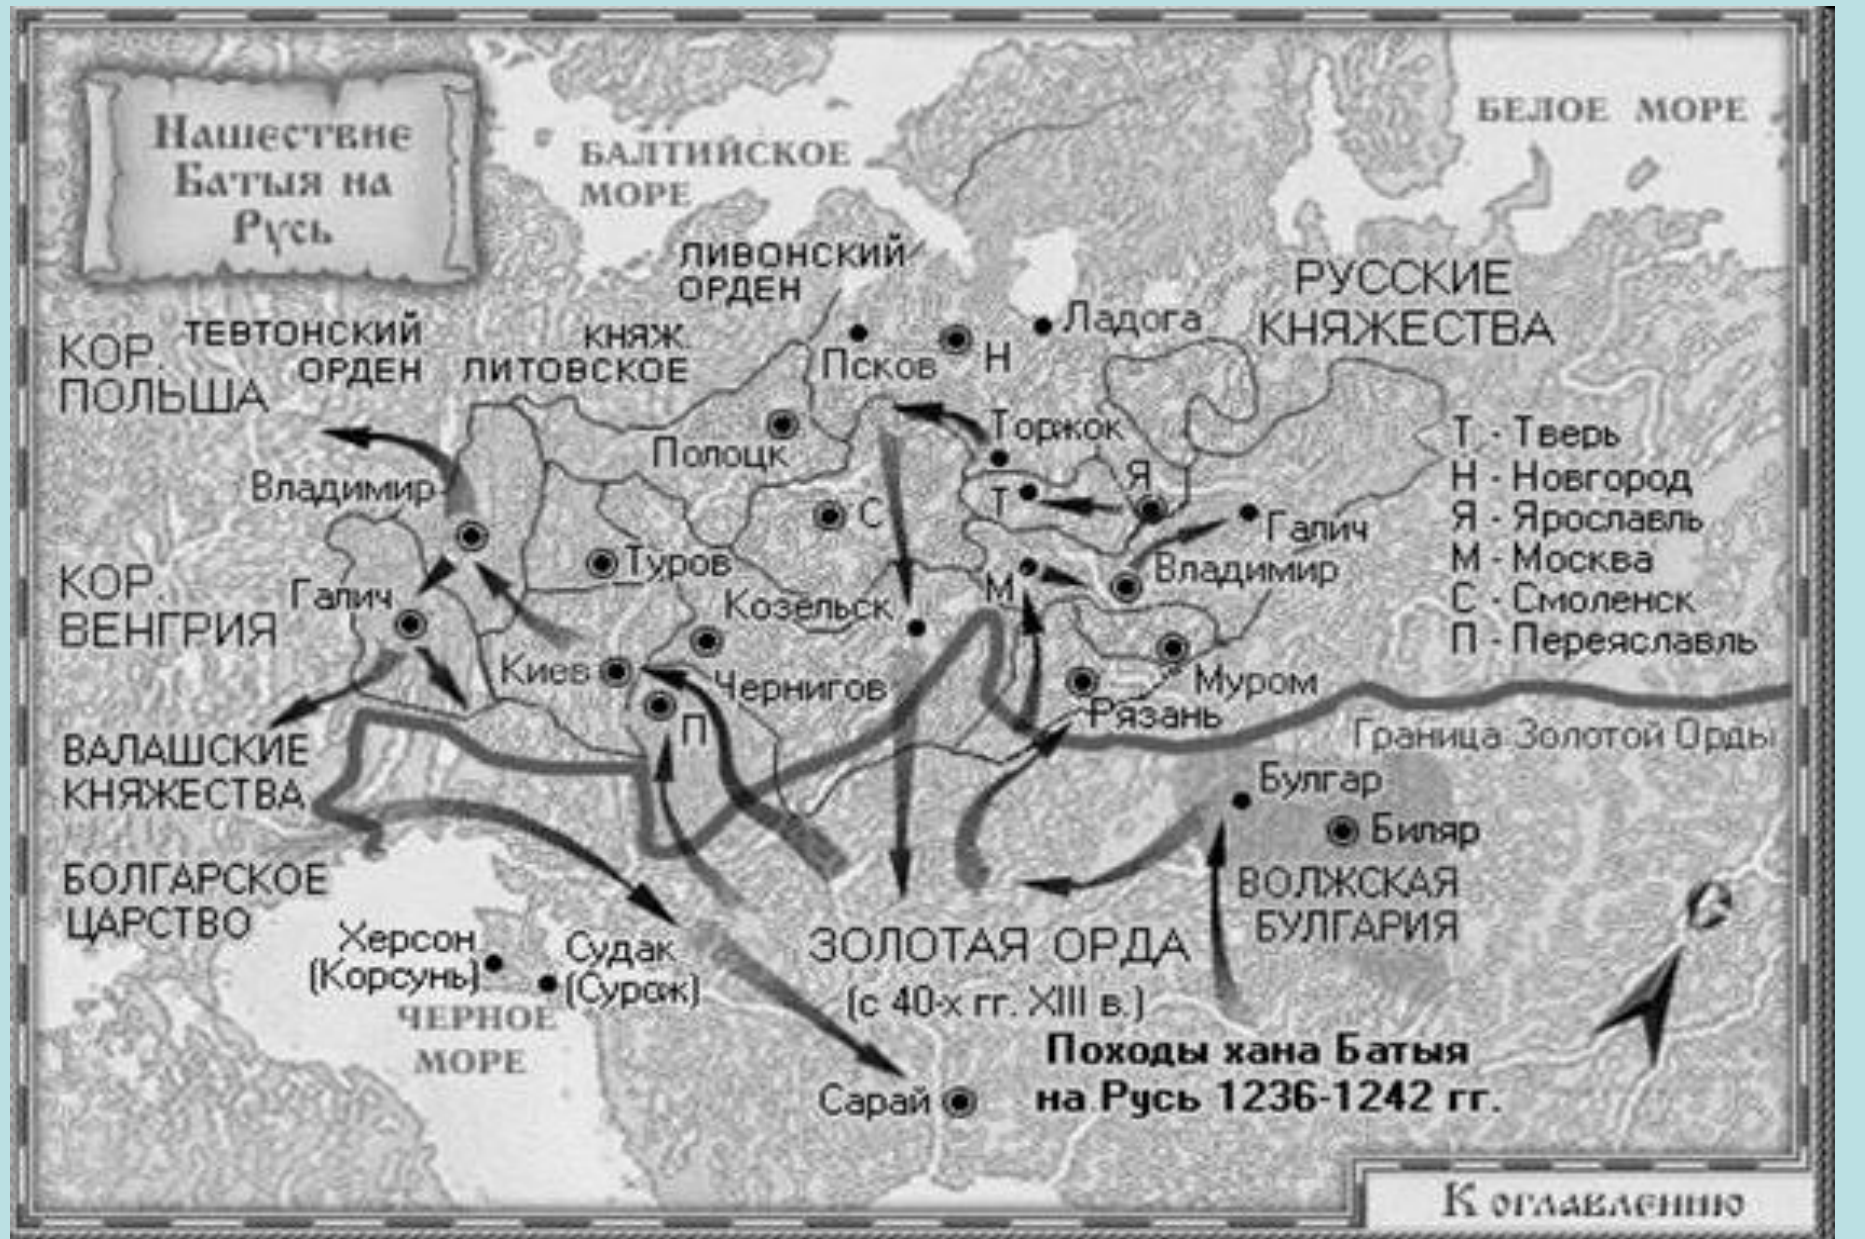 Нашествие
Батыя на
Русь
БЕЛОЕ МОРЕ
БАЛТИЙСКОЕ
МОРЕ
ЛИВОНСКИЙ
ОРДЕН
РУССКИЕ
КНЯЖЕСТВА
КОР.
ПОЛЬША
ТЕВТОНСКИЙ
ОРДЕН
КНЯЖ.
ЛИТОВСКОЕ
Псков
Н
Ладога
Торжок
Полоцк
Владимир
С
Т
Я
Галич
Т - Тверь
Н - Новгород
Я - Ярославль
М - Москва
С - Смоленск
П - Переяславль
КОР.
ВЕНГРИЯ
Галич
Туров
Козельск
М
Владимир
Киев
Чернигов
П
Муром
Рязань
Граница Золотой Орды
ВАЛАШСКИЕ
КНЯЖЕСТВА
Булгар
Биляр
БОЛГАРСКОЕ
ЦАРСТВО
ВОЛЖСКАЯ
БУЛГАРИЯ
С
Херсон
(Корсунь)
Судак
(Сурож)
ЧЕРНОЕ
МОРЕ
ЗОЛОТАЯ ОРДА
(с 40-х гг. XIII в.)
Походы хана Батыя
на Русь 1236-1242 гг.
Сарай
К оглавлению